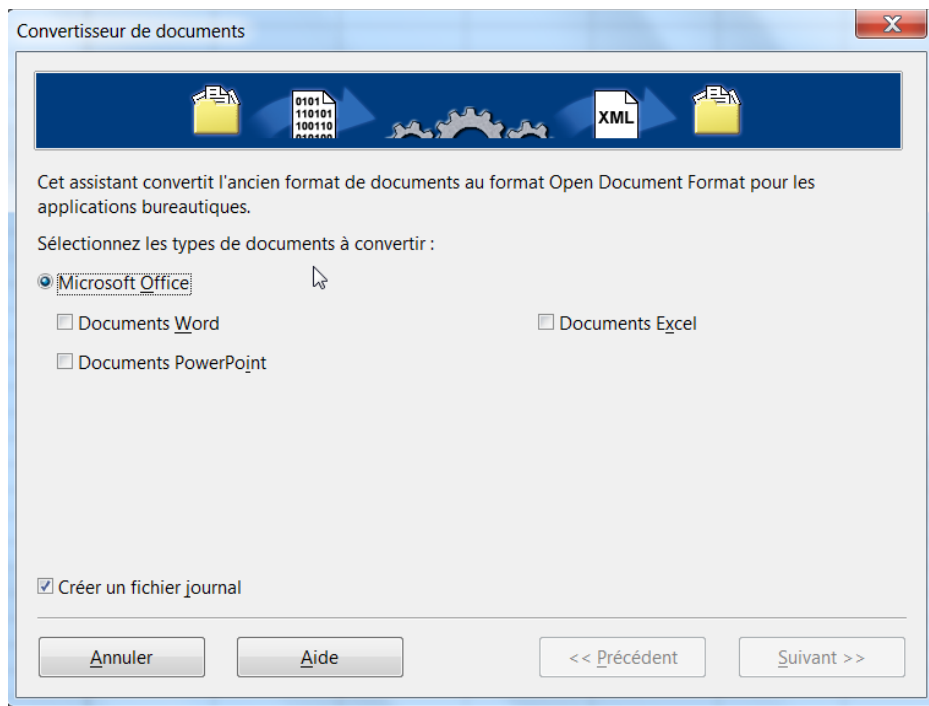 Convertisseur de documents
X
0101
110101
100110
010100
XML
Cet assistant convertit l'ancien format de documents au format Open Document Format pour les
applications bureautiques.
Sélectionnez les types de documents à convertir :
Microsoft Office
Documents Word
Documents Excel
Documents PowerPoint
Créer un fichier journal
Annuler
Aide
<< Précédent
Suivant >>